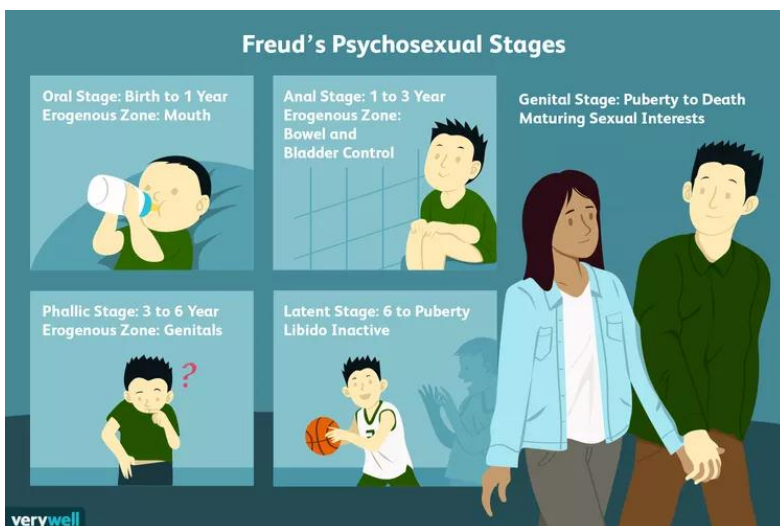 Freud's Psychosexual Stages
Oral Stage: Birth to 1 Year
Erogenous Zone: Mouth
Anal Stage: 1 to 3 Year
Erogenous Zone:
Bowel and
Bladder Control
Genital Stage: Puberty to Death
Maturing Sexual Interests
Phallic Stage: 3 to 6 Year
Erogenous Zone: Genitals
Latent Stage: 6 to Puberty
Libido Inactive
?
verywell